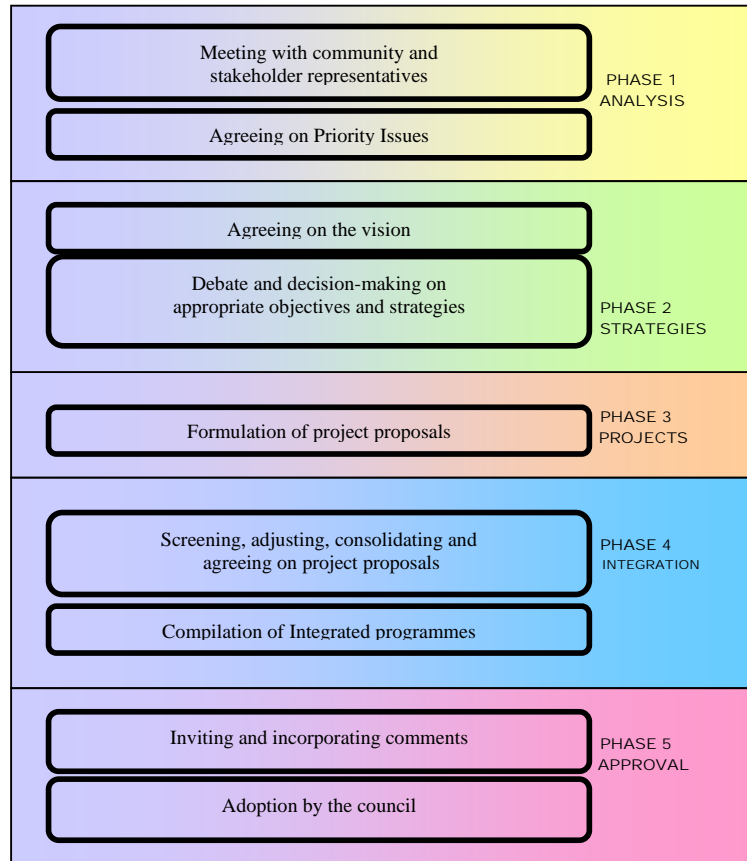 Meeting with community and
stakeholder representatives
PHASE 1
ANALYSIS
Agreeing on Priority Issues
Agreeing on the vision
Debate and decision-making on
appropriate objectives and strategies
PHASE 2
STRATEGIES
Formulation of project proposals
PHASE 3
PROJECTS
Screening, adjusting, consolidating and
agreeing on project proposals
PHASE 4
INTEGRATION
Compilation of Integrated programmes
Inviting and incorporating comments
PHASE 5
APPROVAL
Adoption by the council